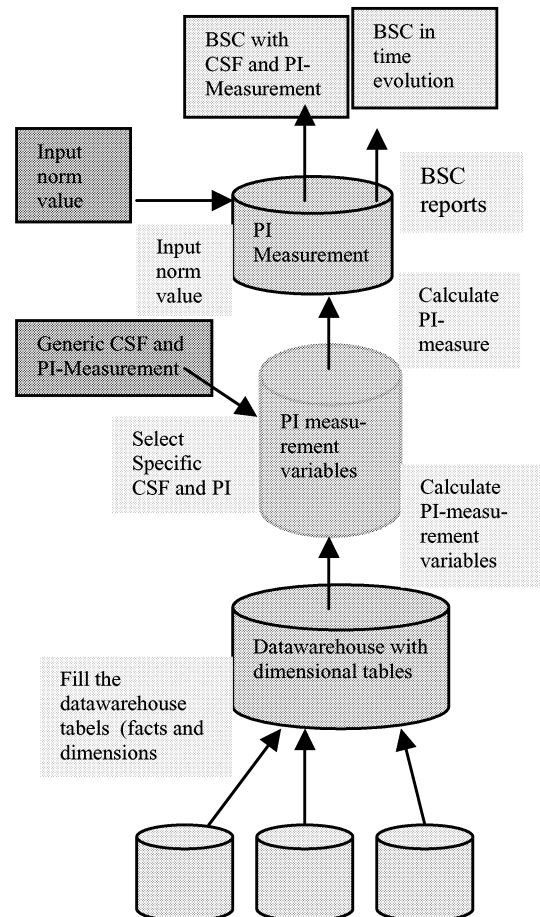 BSC with
CSF and PI-
Measurement
BSC in
time
evolution
Input
norm
value
BSC
reports
PI
Measurement
Input
norm
value
Calculate
PI-
measure
Generic CSF and
PI-Measurement
PI measu-
rement
variables
Select
Specific
CSF and PI
Calculate
PI-measu-
rement
variables
Datawarehouse with
dimensional tables
Fill the
datawarehouse
tabels (facts and
dimensions